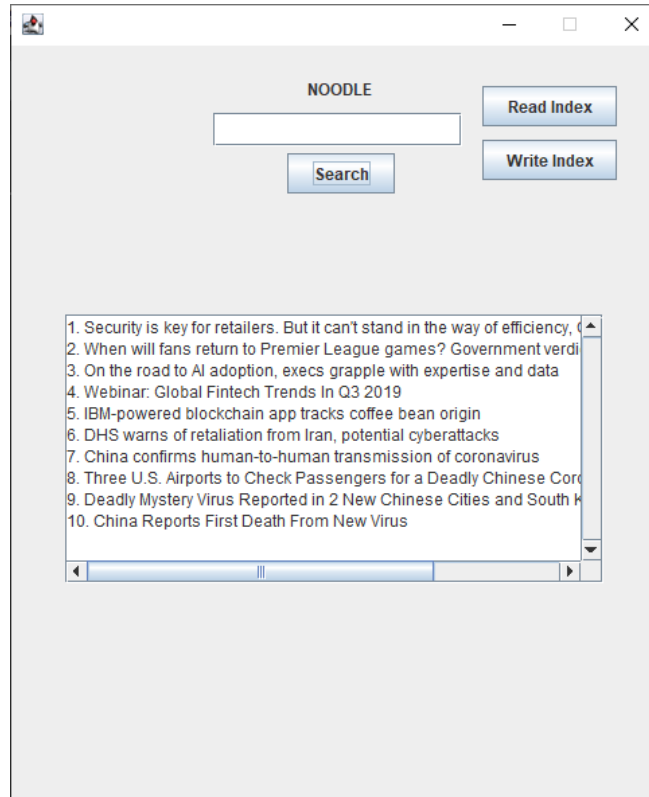 NOODLE
Read Index
Search
Write Index
1. Security is key for retailers. But it can't stand in the way of efficiency,
2. When will fans return to Premier League games? Government
3. On the road to AI adoption, execs grapple with expertise and data
4. Webinar: Global Fintech Trends In Q3 2019
5. IBM-powered blockchain app tracks coffee bean origin
6. DHS warns of retaliation from Iran, potential cyberattacks
7. China confirms human-to-human transmission of coronavirus
8. Three U.S. Airports to Check Passengers for a Deadly Chinese
9. Deadly Mystery Virus Reported in 2 New Chinese Cities and South
10. China Reports First Death From New Virus